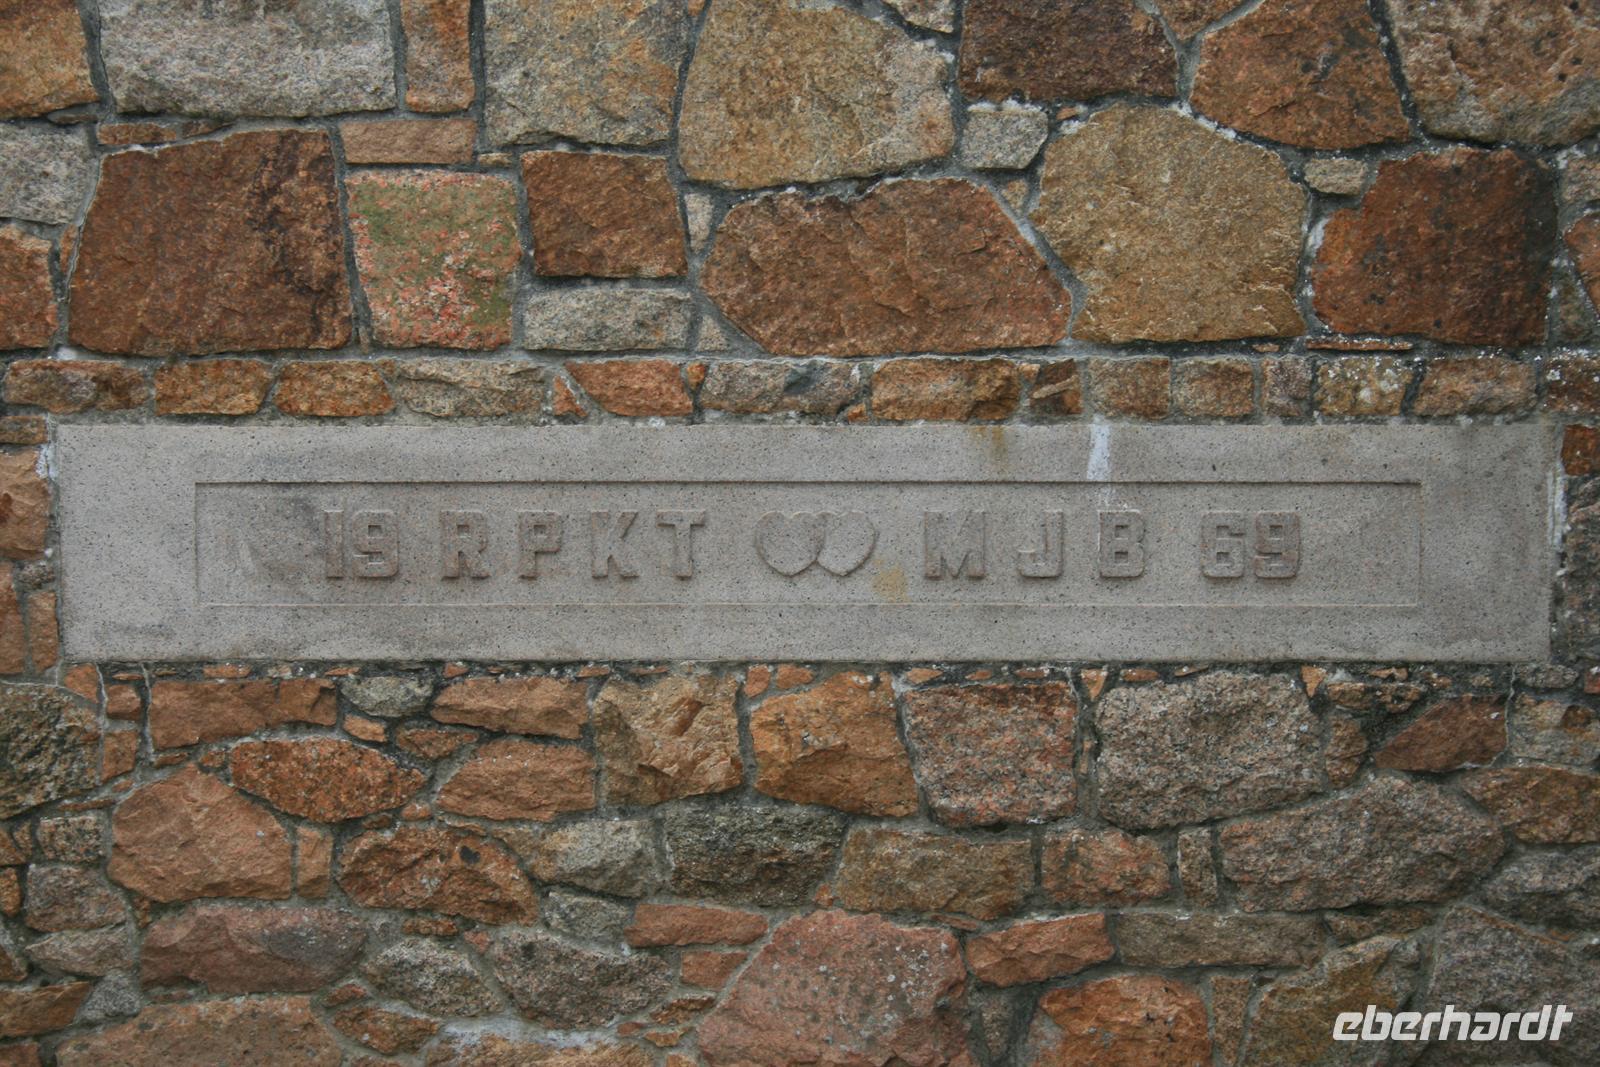 19 RPKT MJB 69
eberhardt